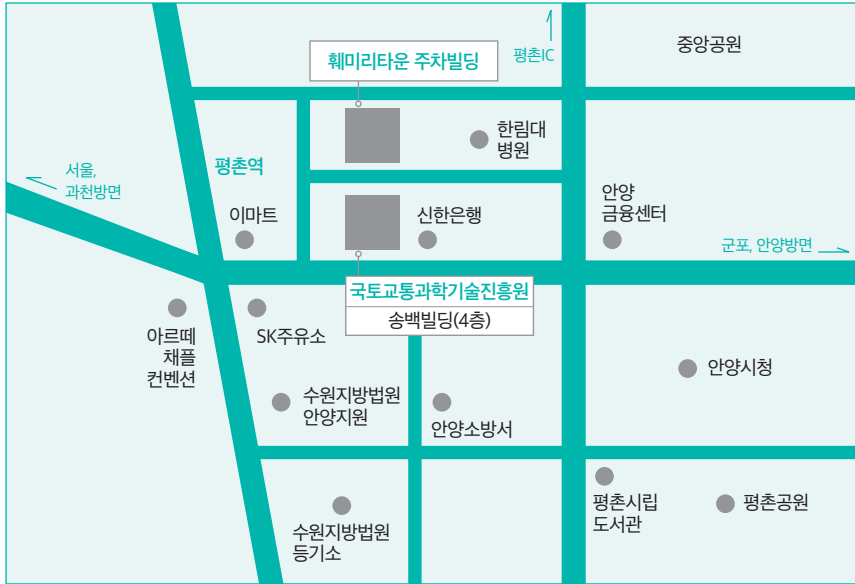 중앙공원
평촌IC
훼미리타운 주차빌딩
한림대
병원
평촌역
서울,
과천방면
이마트
신한은행
안양
금융센터
군포, 안양방면
국토교통과학기술진흥원
송백빌딩(4층)
아르떼
채플
컨벤션
SK주유소
안양시청
수원지방법원
안양지원
안양소방서
평촌시립
도서관
평촌공원
수원지방법원
등기소